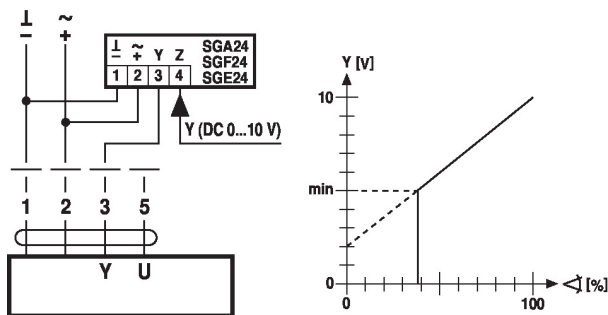 ⊥ ~
– +
⊥ ~ Y Z
– +
1 2 3 4
SGA24
SGF24
SGE24
Y (DC 0...10 V)
1 2 3 5
Y U
Y [V]
10
min
0
0 100
∢ [%]